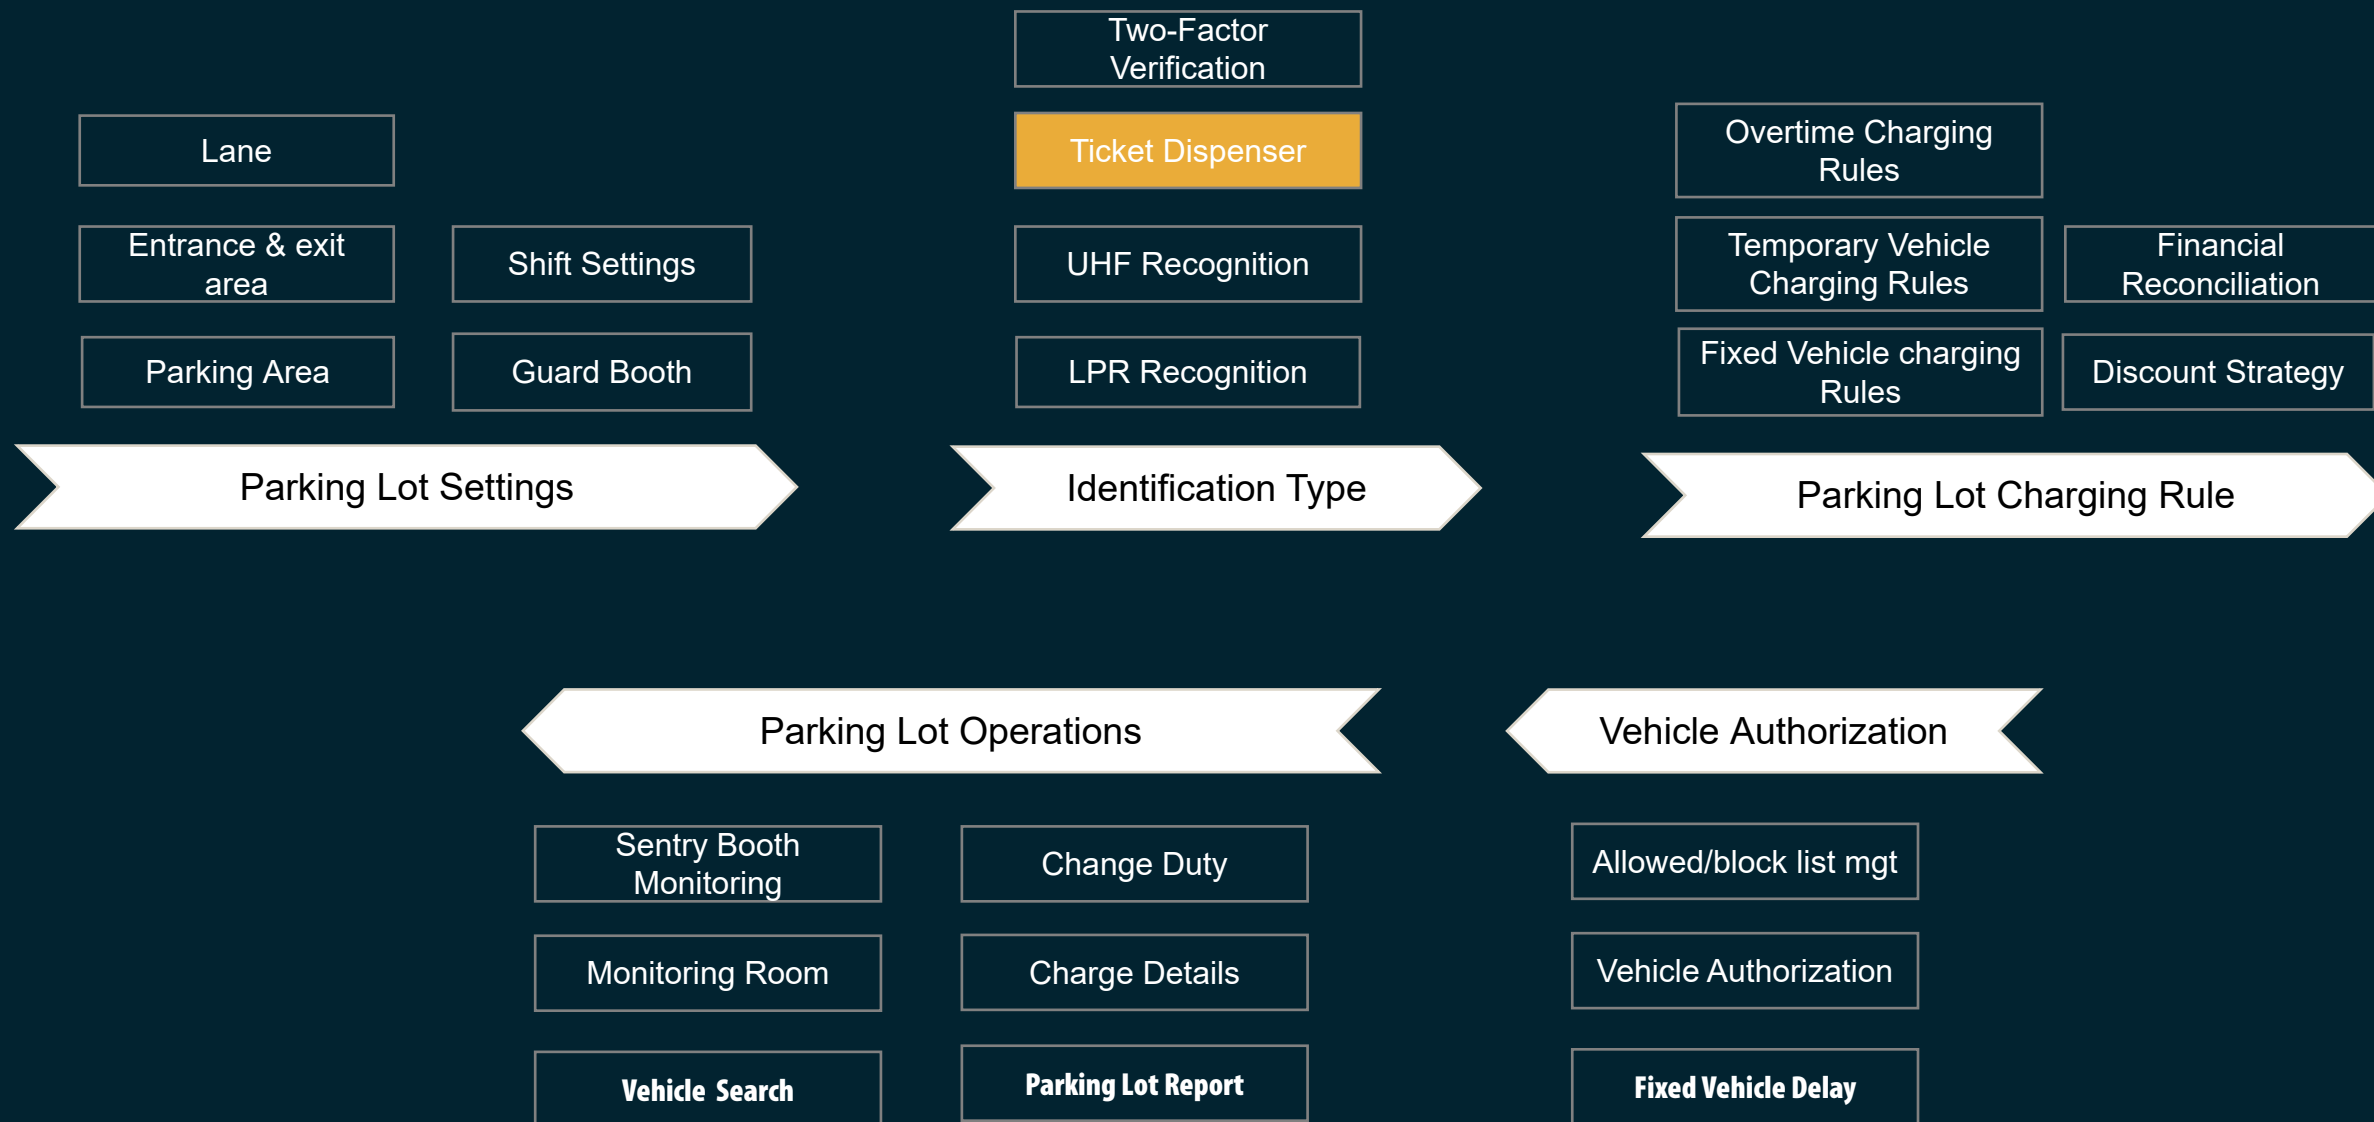 Two-Factor
Verification
Lane
Ticket Dispenser
Overtime Charging
Rules
Entrance & exit
area
Shift Settings
UHF Recognition
Temporary Vehicle
Charging Rules
Financial
Reconciliation
Parking Area
Guard Booth
LPR Recognition
Fixed Vehicle charging
Rules
Discount Strategy
Parking Lot Settings
Identification Type
Parking Lot Charging Rule
Parking Lot Operations
Vehicle Authorization
Sentry Booth
Monitoring
Change Duty
Allowed/block list mgt
Monitoring Room
Charge Details
Vehicle Authorization
Vehicle Search
Parking Lot Report
Fixed Vehicle Delay